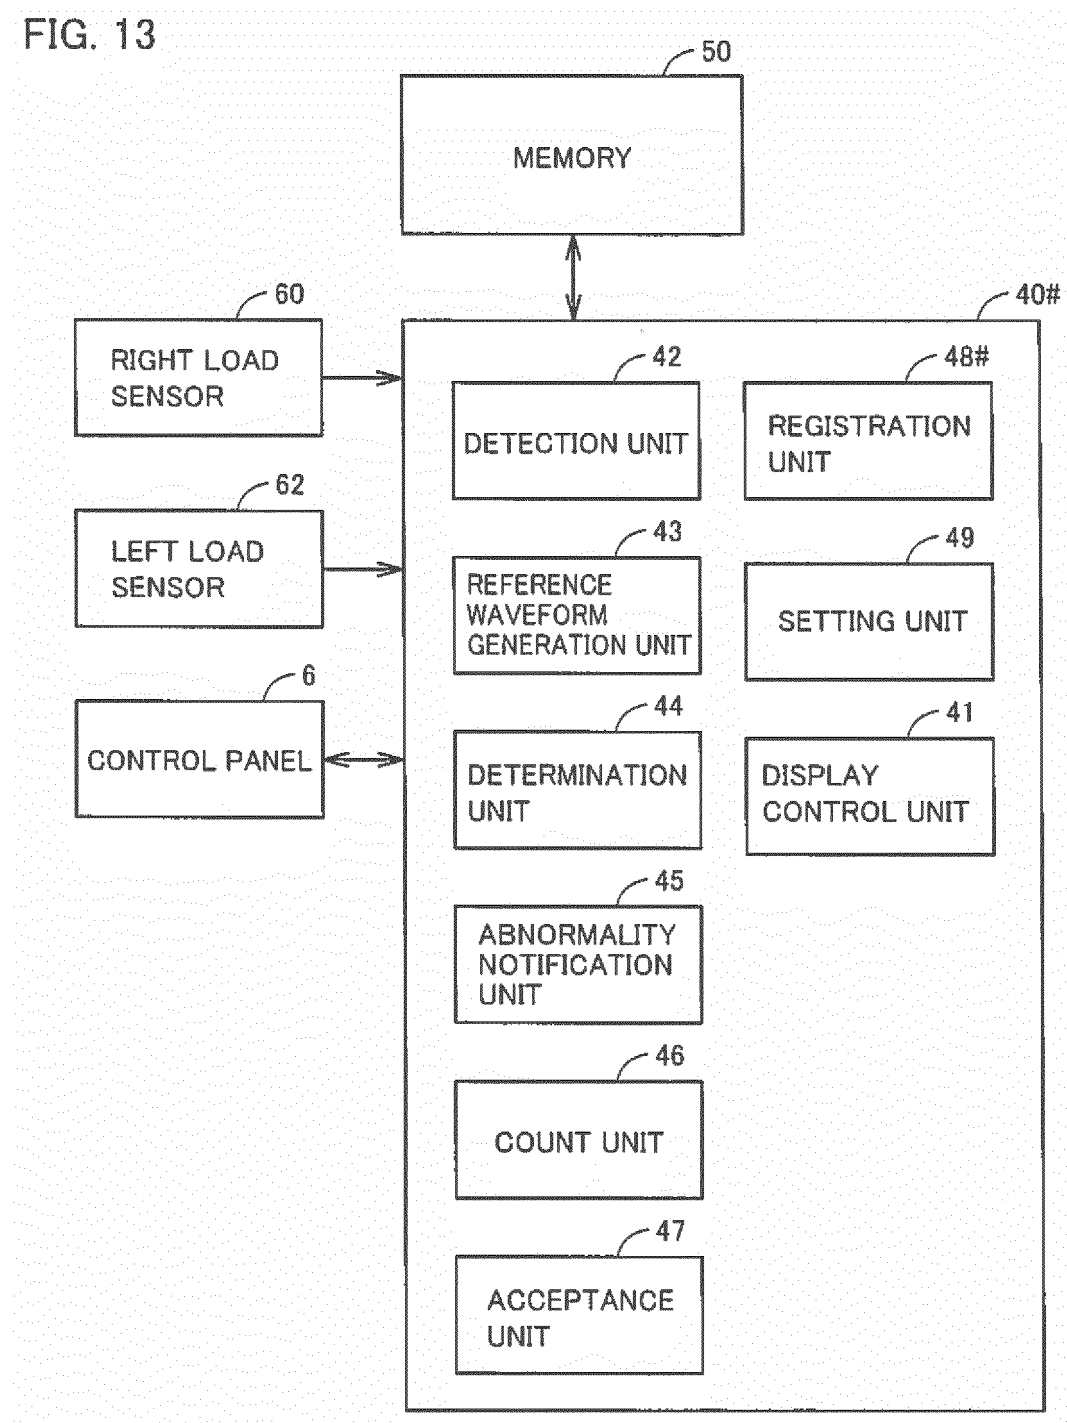 FIG. 13
50
MEMORY
60
RIGHT LOAD
SENSOR
62
LEFT LOAD
SENSOR
6
CONTROL PANEL
40#
42
DETECTION UNIT
43
REFERENCE
WAVEFORM
GENERATION UNIT
44
DETERMINATION
UNIT
45
ABNORMALITY
NOTIFICATION
UNIT
46
COUNT UNIT
47
ACCEPTANCE
UNIT
48#
REGISTRATION
UNIT
49
SETTING UNIT
41
DISPLAY
CONTROL UNIT